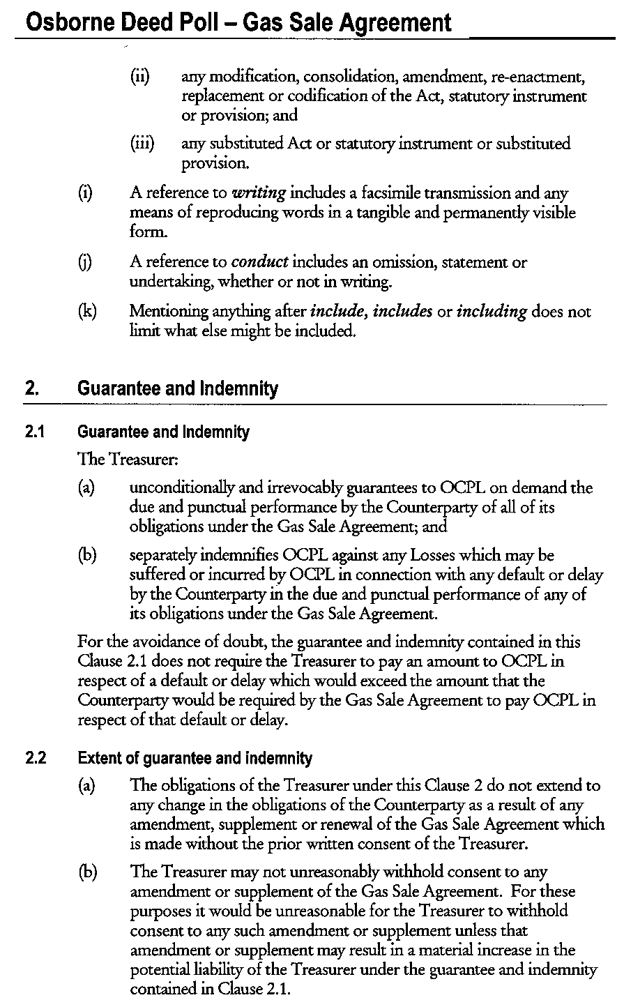 Osborne Deed Poll – Gas Sale Agreement
(ii) any modification, consolidation, amendment, re-enactment,
replacement or codification of the Act, statutory instrument
or provision; and
(iii) any substituted Act or statutory instrument or substituted
provision.
(i) A reference to writing includes a facsimile transmission and any
means of reproducing words in a tangible and permanently visible
form.
(j) A reference to conduct includes an omission, statement or
undertaking, whether or not in writing.
(k) Mentioning anything after include, includes or including does not
limit what else might be included.
2. Guarantee and Indemnity
2.1 Guarantee and Indemnity
The Treasurer:
(a) unconditionally and irrevocably guarantees to OCPL on demand the
due and punctual performance by the Counterparty of all of its
obligations under the Gas Sale Agreement; and
(b) separately indemnifies OCPL against any Losses which may be
suffered or incurred by OCPL in connection with any default or delay
by the Counterparty in the due and punctual performance of any of
its obligations under the Gas Sale Agreement.
For the avoidance of doubt, the guarantee and indemnity contained in this
Clause 2.1 does not require the Treasurer to pay an amount to OCPL in
respect of a default or delay which would exceed the amount that the
Counterparty would be required by the Gas Sale Agreement to pay OCPL in
respect of that default or delay.
2.2 Extent of guarantee and indemnity
(a) The obligations of the Treasurer under this Clause 2 do not extend to
any change in the obligations of the Counterparty as a result of any
amendment, supplement or renewal of the Gas Sale Agreement which
is made without the prior written consent of the Treasurer.
(b) The Treasurer may not unreasonably withhold consent to any
amendment or supplement of the Gas Sale Agreement. For these
purposes it would be unreasonable for the Treasurer to withhold
consent to any such amendment or supplement unless that
amendment or supplement may result in a material increase in the
potential liability of the Treasurer under the guarantee and indemnity
contained in Clause 2.1.